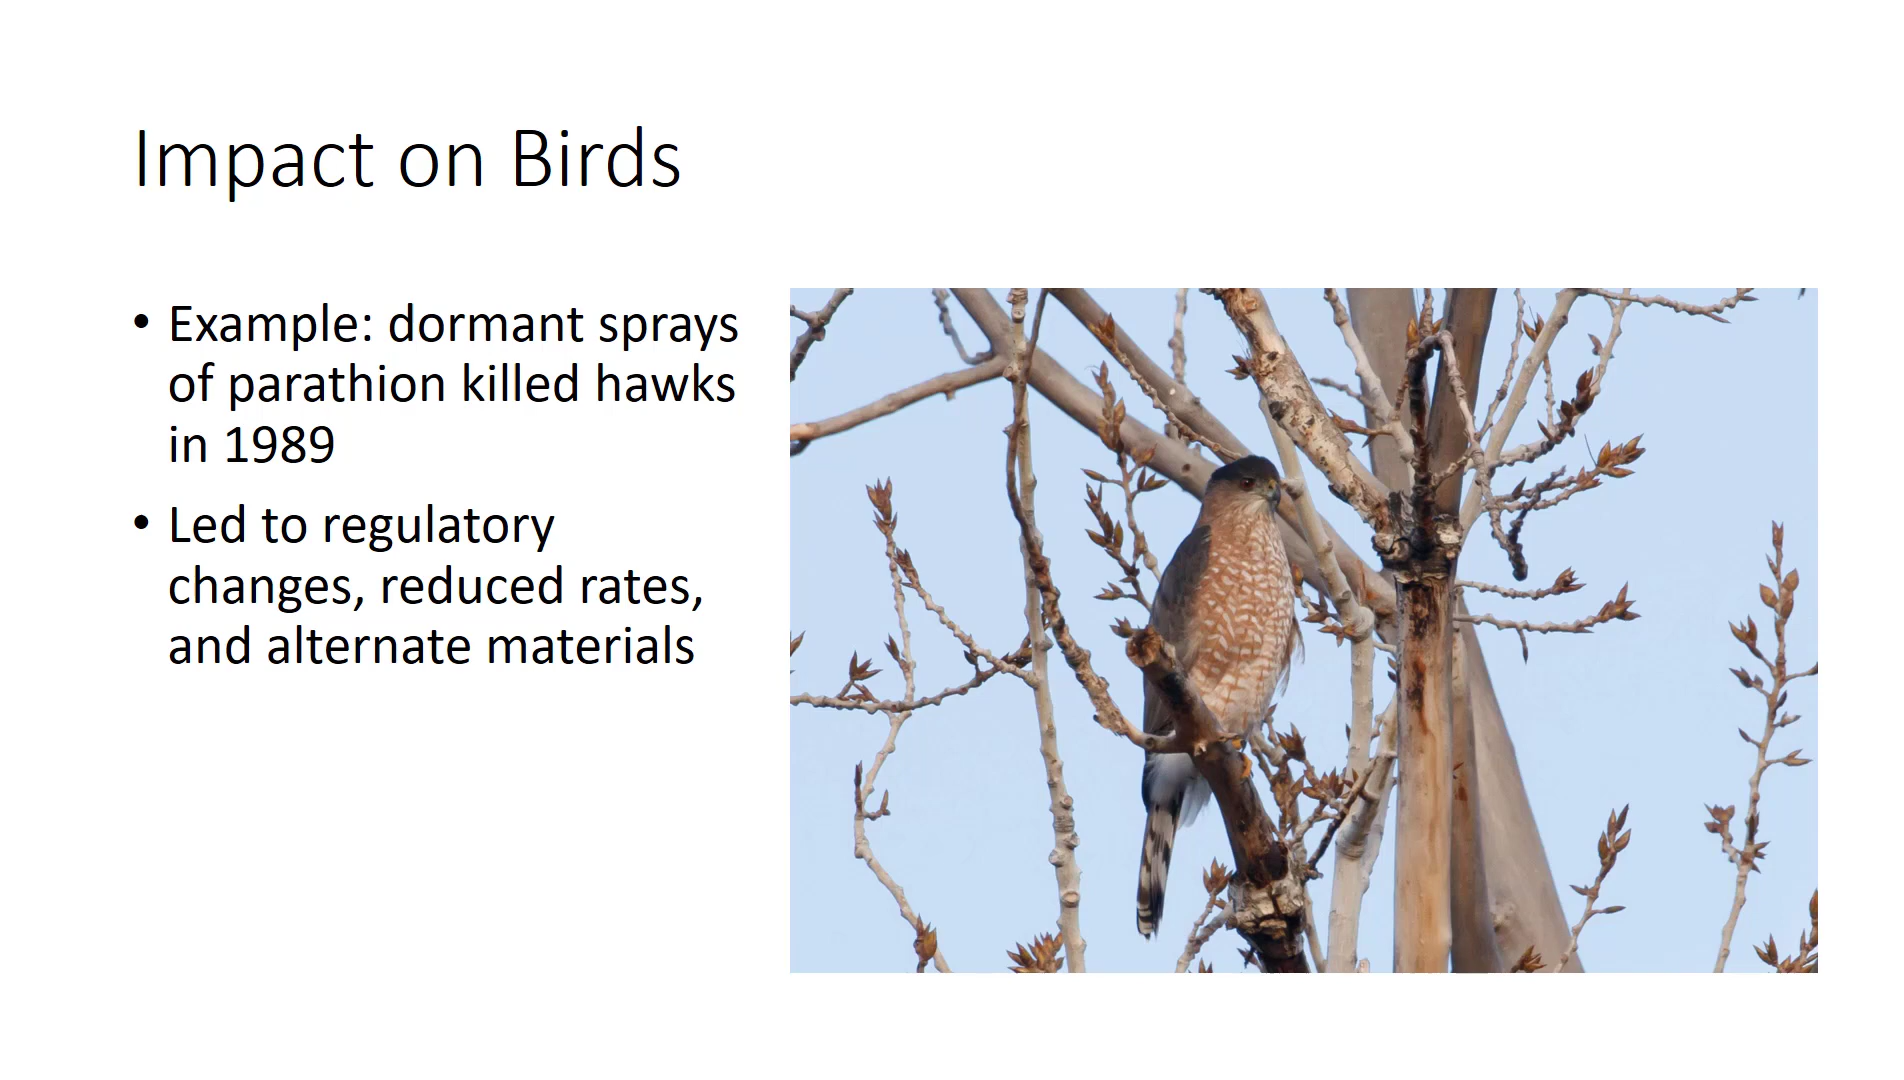 Impact on Birds
• Example: dormant sprays
of parathion killed hawks
in 1989
• Led to regulatory
changes, reduced rates,
and alternate materials